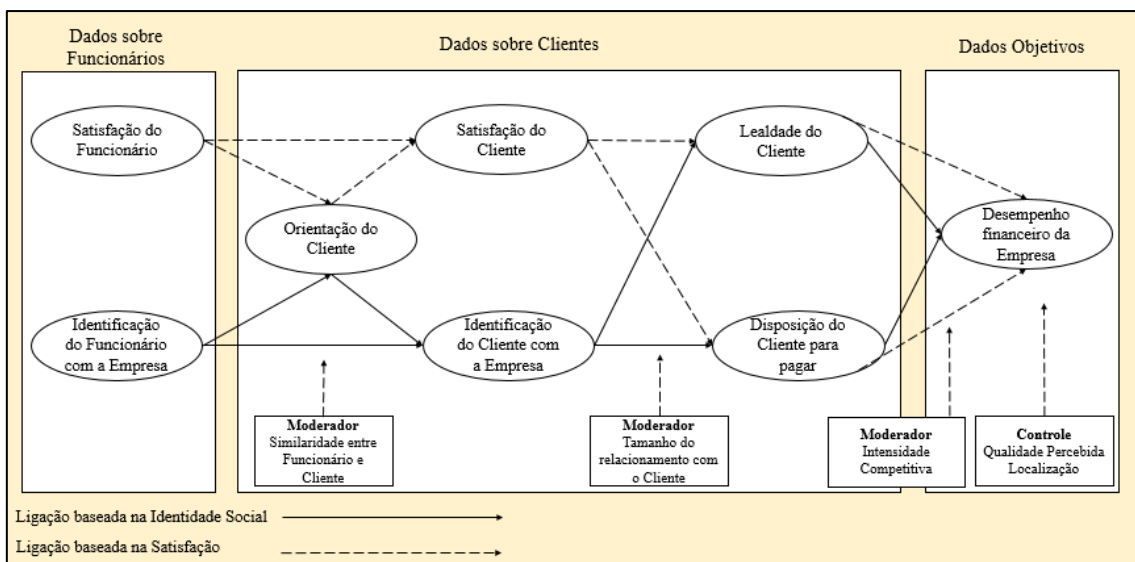 Dados sobre
Funcionários
Dados sobre Clientes
Dados Objetivos
Satisfação do
Funcionário
Satisfação do
Cliente
Lealdade do
Cliente
Orientação do
Cliente
Desempenho
financeiro da
Empresa
Identificação
do Funcionário
com a Empresa
Identificação
do Cliente com
a Empresa
Disposição do
Cliente para
pagar
Moderador
Similaridade entre
Funcionário e
Cliente
Moderador
Tamanho do
relacionamento com
o Cliente
Moderador
Intensidade
Competitiva
Controle
Qualidade Percebida
Localização
Ligação baseada na Identidade Social
Ligação baseada na Satisfação